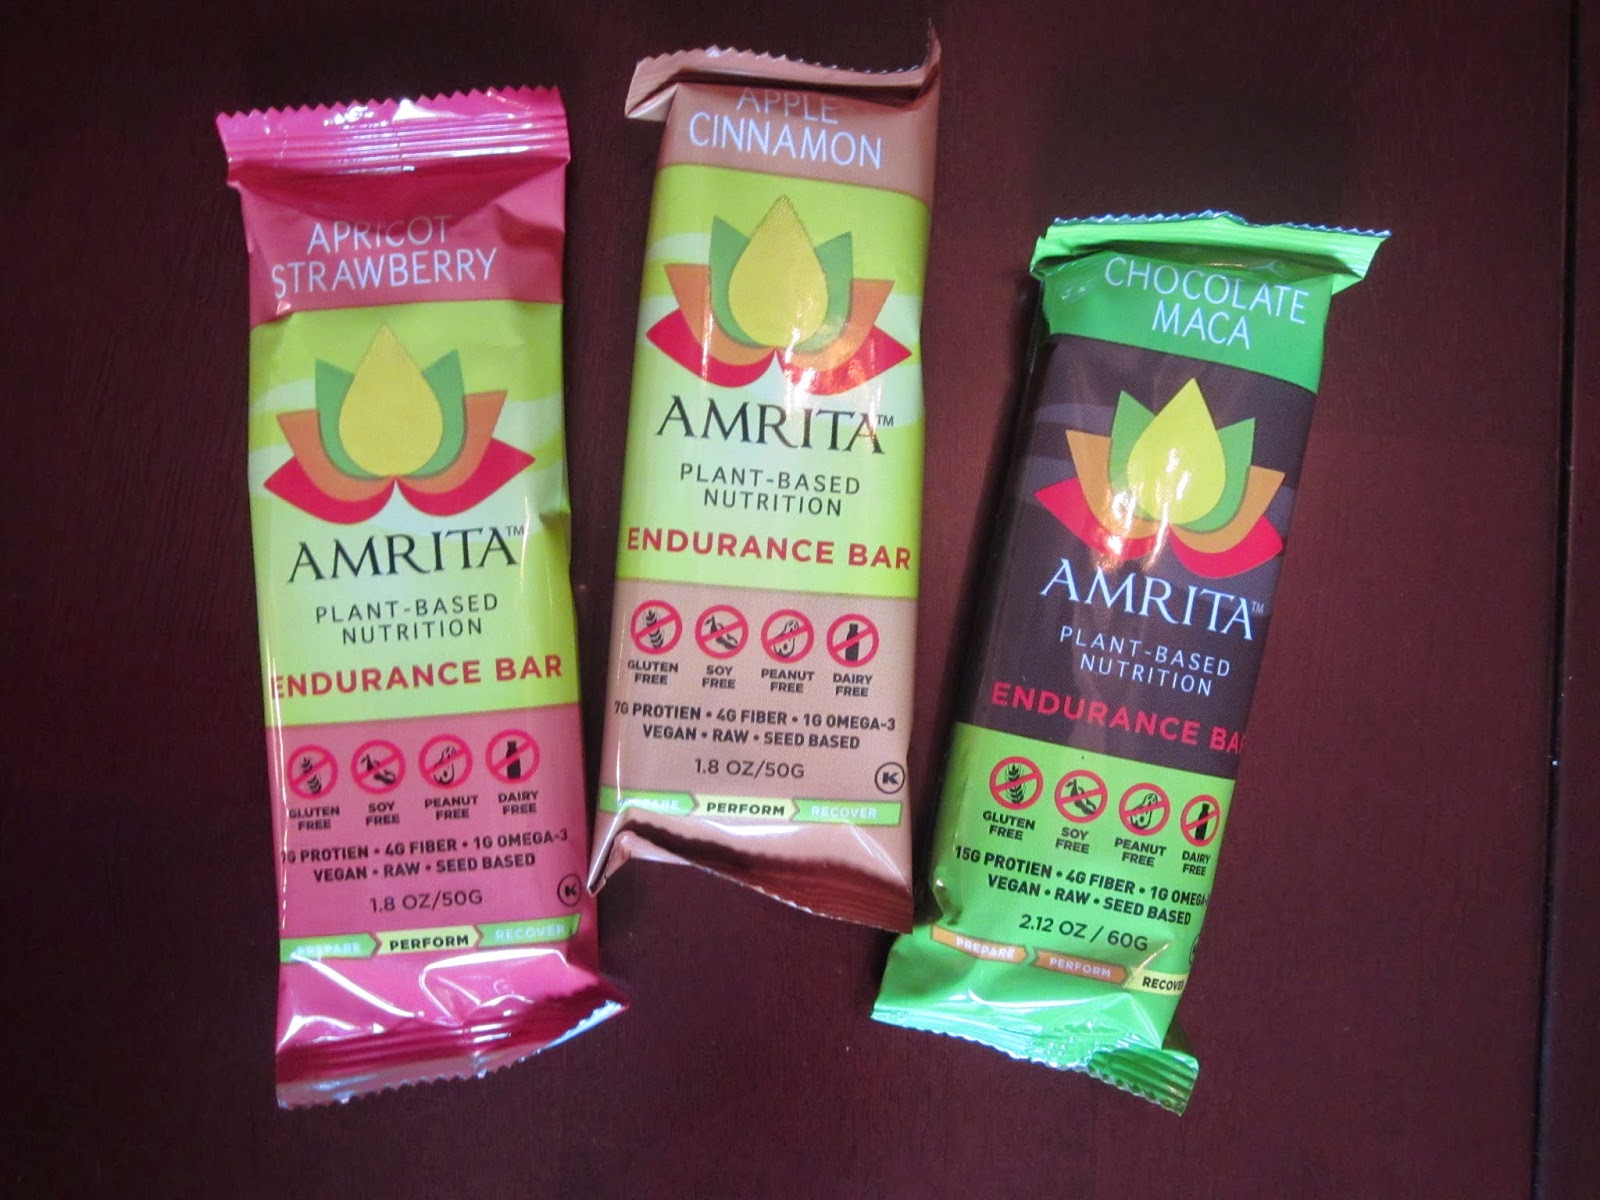 APRICOT
STRAWBERRY
AMRITA™
PLANT-BASED
NUTRITION
ENDURANCE BAR
GLUTEN FREE
SOY FREE
PEANUT FREE
DAIRY FREE
7G PROTIEN • 4G FIBER • 1G OMEGA-3
VEGAN • RAW • SEED BASED
1.8 OZ/50G
K
PREPARE PERFORM RECOVER
APPLE
CINNAMON
AMRITA™
PLANT-BASED
NUTRITION
ENDURANCE BAR
GLUTEN FREE
SOY FREE
PEANUT FREE
DAIRY FREE
7G PROTIEN • 4G FIBER • 1G OMEGA-3
VEGAN • RAW • SEED BASED
1.8 OZ/50G
K
PREPARE PERFORM RECOVER
CHOCOLATE
MACA
AMRITA™
PLANT-BASED
NUTRITION
ENDURANCE BAR
GLUTEN FREE
SOY FREE
PEANUT FREE
DAIRY FREE
15G PROTIEN • 4G FIBER • 1G OMEGA-
VEGAN • RAW • SEED BASED
2.12 OZ / 60G
PREPARE PERFORM RECOVER